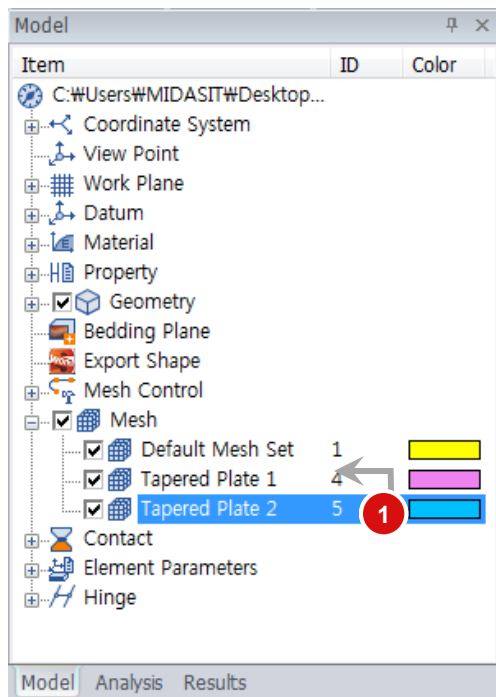 Model
Item ID Color
C:₩Users₩MIDASIT₩Desktop...
Coordinate System
View Point
Work Plane
Datum
Material
Property
Geometry
Bedding Plane
Export Shape
Mesh Control
Mesh
Default Mesh Set 1
Tapered Plate 1 4
Tapered Plate 2 5
1
Contact
Element Parameters
Hinge
Model Analysis Results